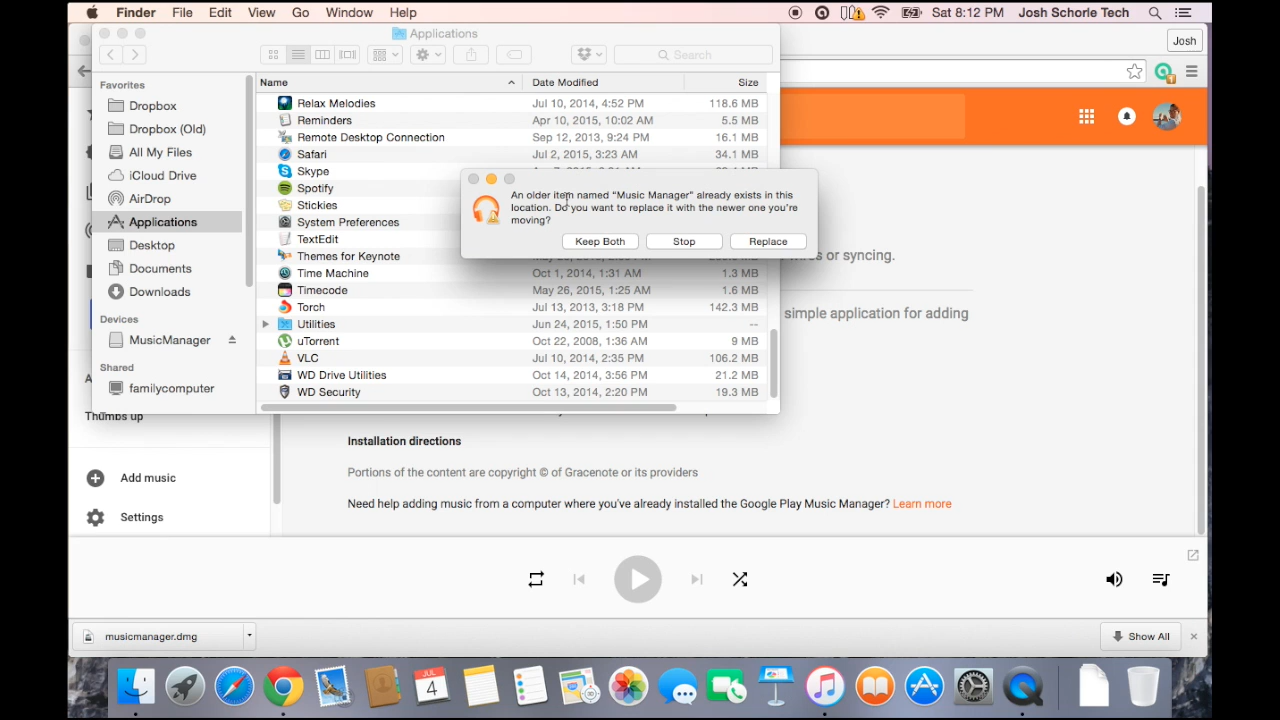 Finder File Edit View Go Window Help Sat 8:12 PM Josh Schorle Tech
Applications
Josh
Search
Favorites
Dropbox
Dropbox (Old)
All My Files
iCloud Drive
AirDrop
Applications
Desktop
Documents
Downloads
Devices
MusicManager
Shared
familycomputer
Name Date Modified Size
Relax Melodies Jul 10, 2014, 4:52 PM 118.6 MB
Reminders Apr 10, 2015, 10:02 AM 5.5 MB
Remote Desktop Connection Sep 12, 2013, 9:24 PM 16.1 MB
Safari Jul 2, 2015, 3:23 AM 34.1 MB
Skype
Spotify
Stickies
System Preferences
TextEdit
Themes for Keynote
Time Machine Oct 1, 2014, 1:31 AM 1.3 MB
Timecode May 26, 2015, 1:25 AM 1.6 MB
Torch Jul 13, 2013, 3:18 PM 142.3 MB
Utilities Jun 24, 2015, 1:50 PM --
uTorrent Oct 22, 2008, 1:36 AM 9 MB
VLC Jul 10, 2014, 2:35 PM 106.2 MB
WD Drive Utilities Oct 14, 2014, 3:56 PM 21.2 MB
WD Security Oct 13, 2014, 2:20 PM 19.3 MB
An older item named “Music Manager” already exists in this
location. Do you want to replace it with the newer one you’re
moving?
Keep Both Stop Replace
or syncing.
simple application for adding
Thumbs up
Add music
Settings
Installation directions
Portions of the content are copyright © of Gracenote or its providers
Need help adding music from a computer where you've already installed the Google Play Music Manager? Learn more
musicmanager.dmg
Show All
JUL
4